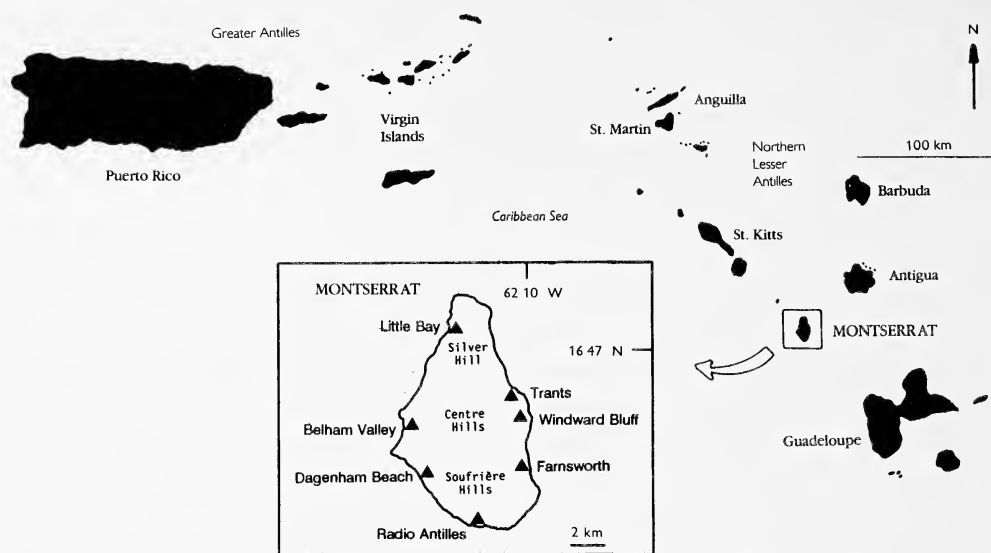 Greater Antilles
N
Anguilla
St. Martin
Virgin
Islands
Northern
Lesser
Antilles
100 km
Puerto Rico
Barbuda
Caribbean Sea
St. Kitts
Antigua
MONTSERRAT
62 10 W
Little Bay
MONTSERRAT
Silver
Hill
16 47 N
Trants
Centre
Hills
Windward Bluff
Belham Valley
Guadeloupe
Farnsworth
Dagenham Beach
Soufrière
Hills
Radio Antilles
2 km